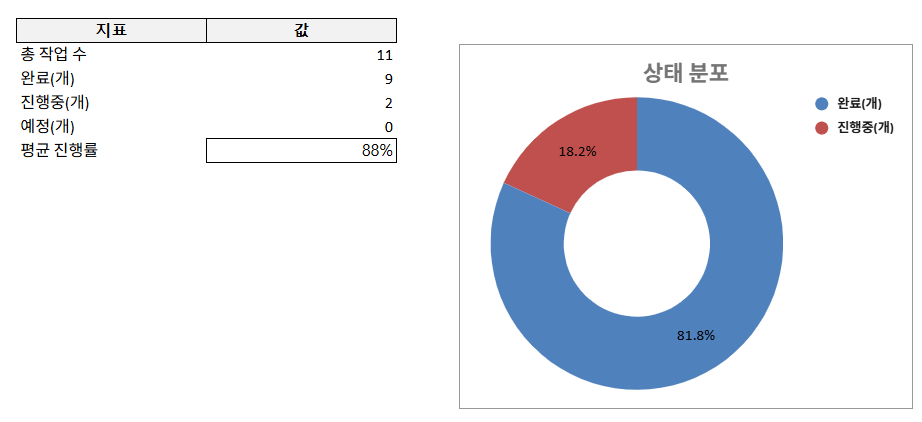 지표 값
총 작업 수 11
완료(개) 9
진행중(개) 2
예정(개) 0
평균 진행률 88%
상태 분포
완료(개)
진행중(개)
18.2%
81.8%